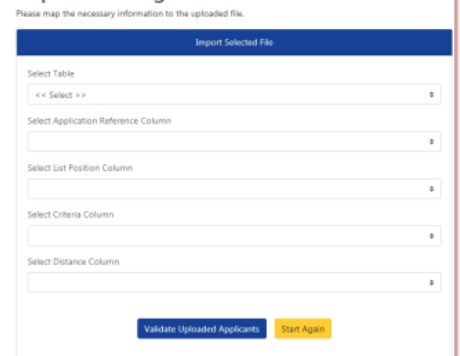 Please map the necessary information to the uploaded file.
Import Selected File
Select Table
<< Select >>
Select Application Reference Column
Select List Position Column
Select Criteria Column
Select Distance Column
Validate Uploaded Applicants
Start Again